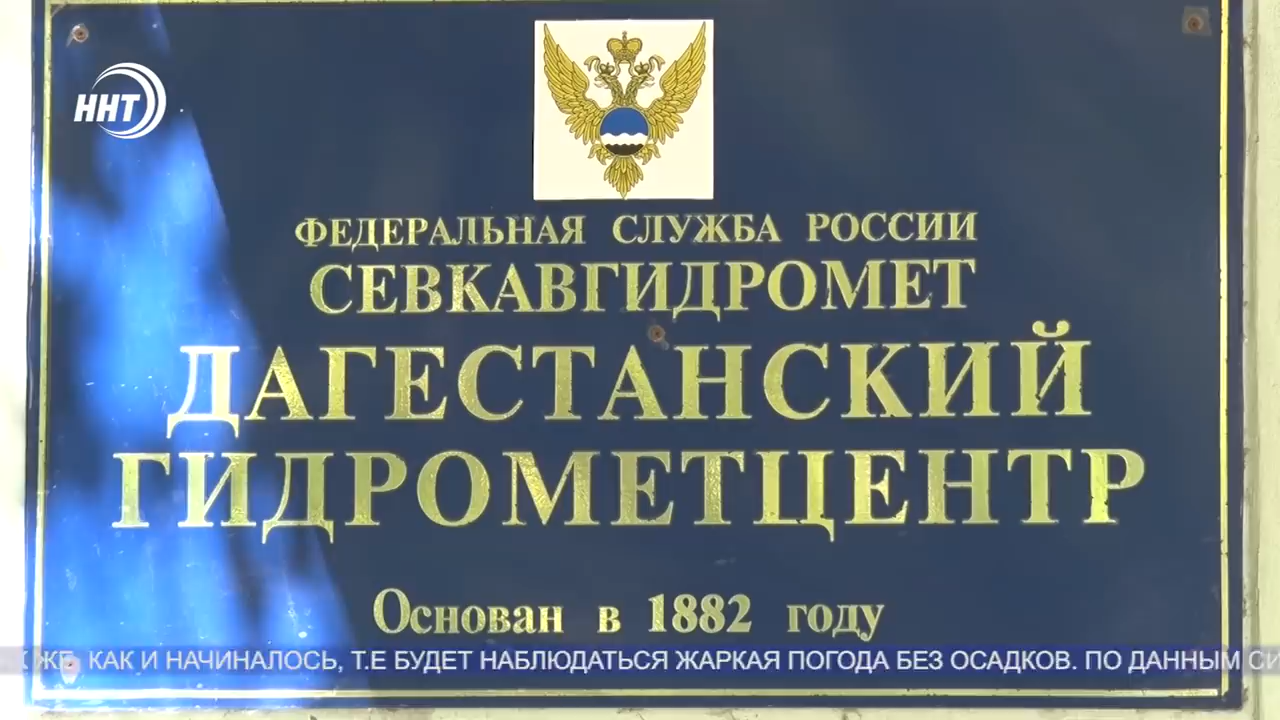 ННТ
ФЕДЕРАЛЬНАЯ СЛУЖБА РОССИИ
СЕВКАВГИДРОМЕТ
ДАГЕСТАНСКИЙ
ГИДРОМЕТЦЕНТР
Основан в 1882 году
ЖЕ, КАК И НАЧИНАЛОСЬ, Т.Е БУДЕТ НАБЛЮДАТЬСЯ ЖАРКАЯ ПОГОДА БЕЗ ОСАДКОВ. ПО ДАННЫМ